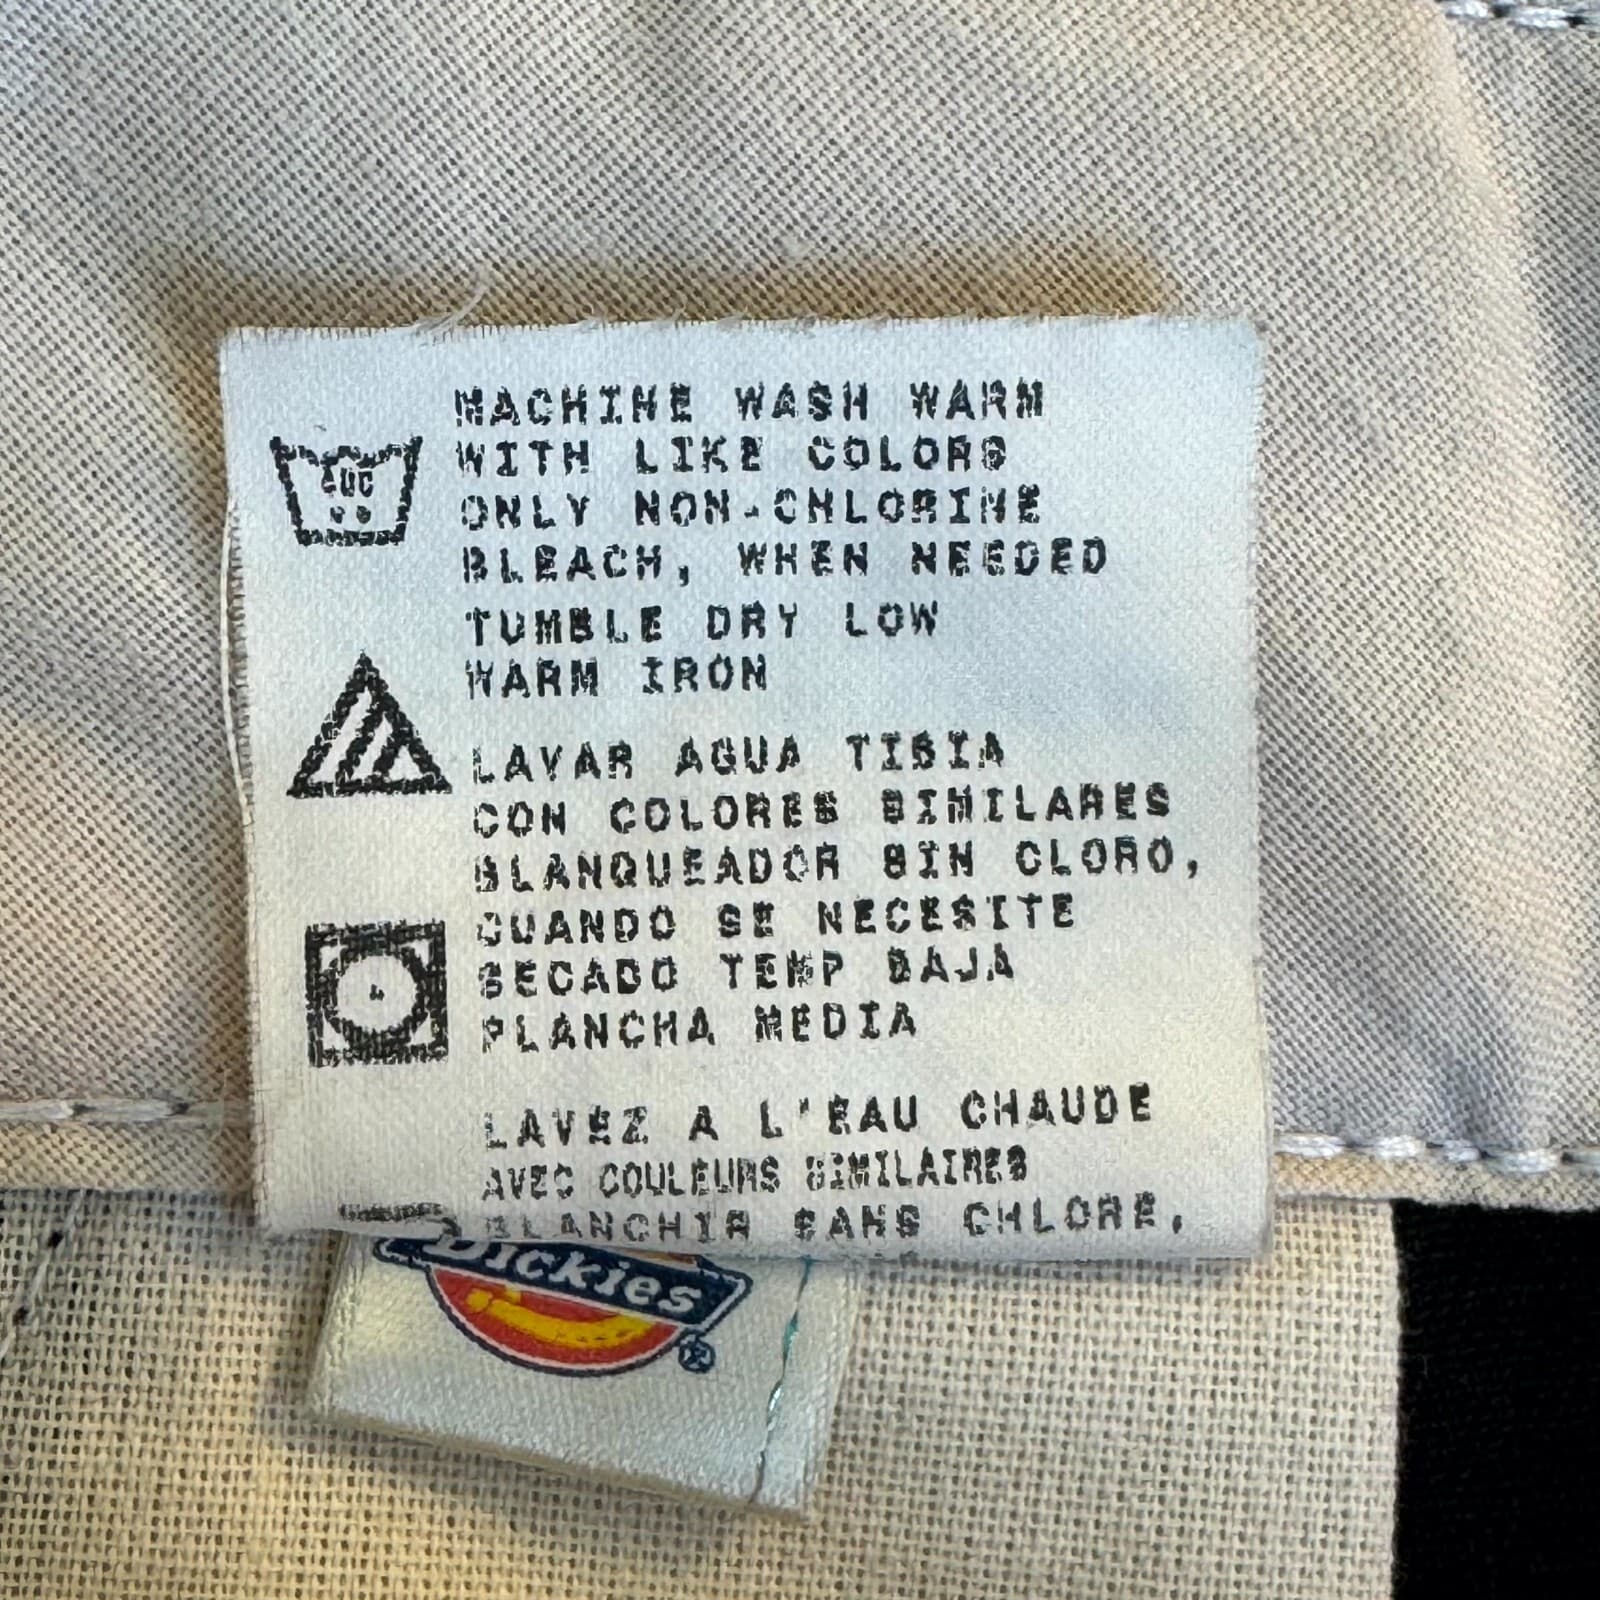 MACHINE WASH WARM
WITH LIKE COLORS
ONLY NON-CHLORINE
BLEACH, WHEN NEEDED
TUMBLE DRY LOW
WARM IRON
LAVAR AGUA TIBIA
CON COLORES SIMILARES
BLANQUEADOR SIN CLORO,
CUANDO SE NECESITE
SECADO TEMP BAJA
PLANCHA MEDIA
LAVEZ A L'EAU CHAUDE
AVEC COULEURS SIMILAIRES
BLANCHIR SANS CHLORE,
Dickies
®